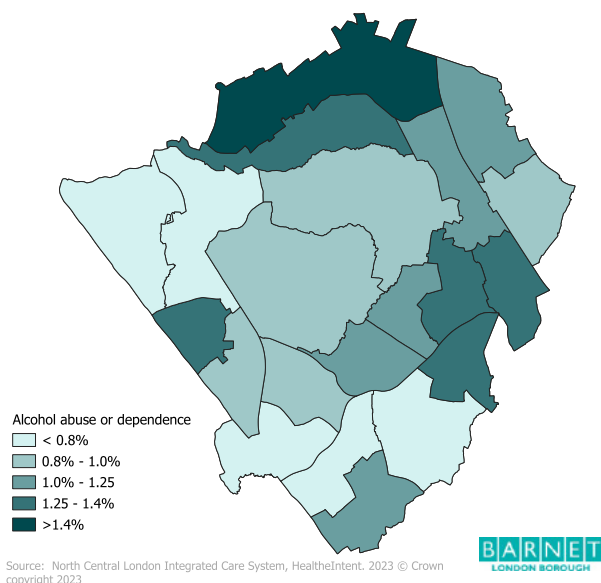 Alcohol abuse or dependence
< 0.8%
0.8% - 1.0%
1.0% - 1.25
1.25 - 1.4%
>1.4%
BARNET
LONDON BOROUGH
Source: North Central London Integrated Care System, HealtheIntent. 2023 © Crown
copyright 2023